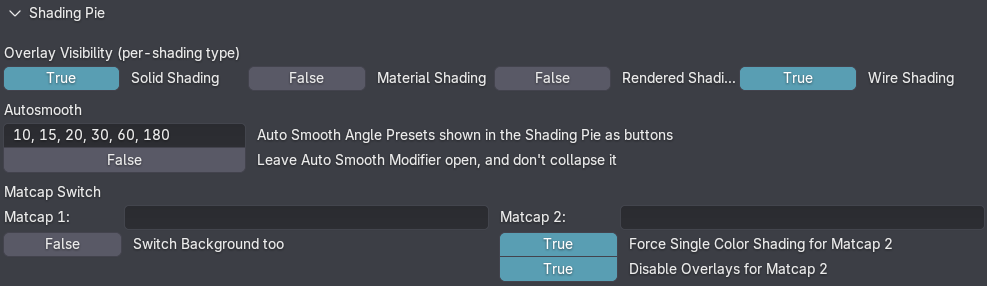 Shading Pie
Overlay Visibility (per-shading type)
True Solid Shading False Material Shading False Rendered Shadi... True Wire Shading
Autosmooth
10, 15, 20, 30, 60, 180 Auto Smooth Angle Presets shown in the Shading Pie as buttons
False Leave Auto Smooth Modifier open, and don't collapse it
Matcap Switch
Matcap 1: Matcap 2:
False Switch Background too True Force Single Color Shading for Matcap 2
True Disable Overlays for Matcap 2